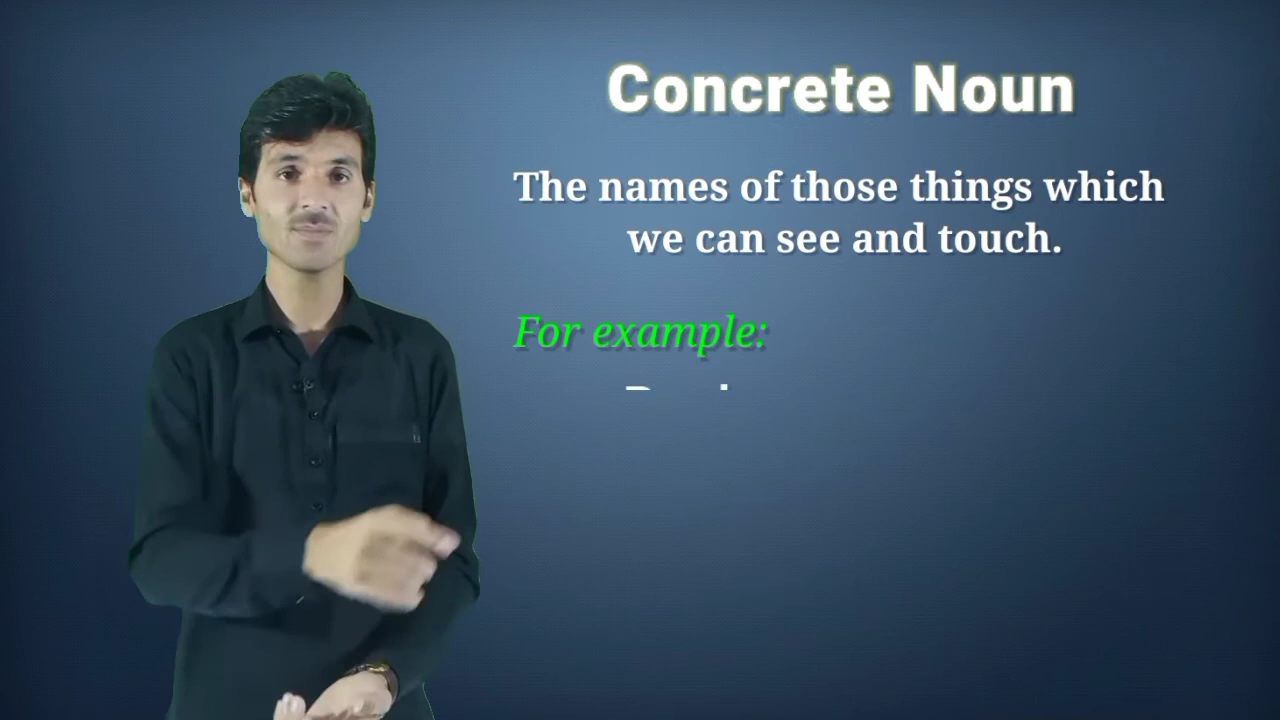 Concrete Noun
The names of those things which
we can see and touch.
For example: